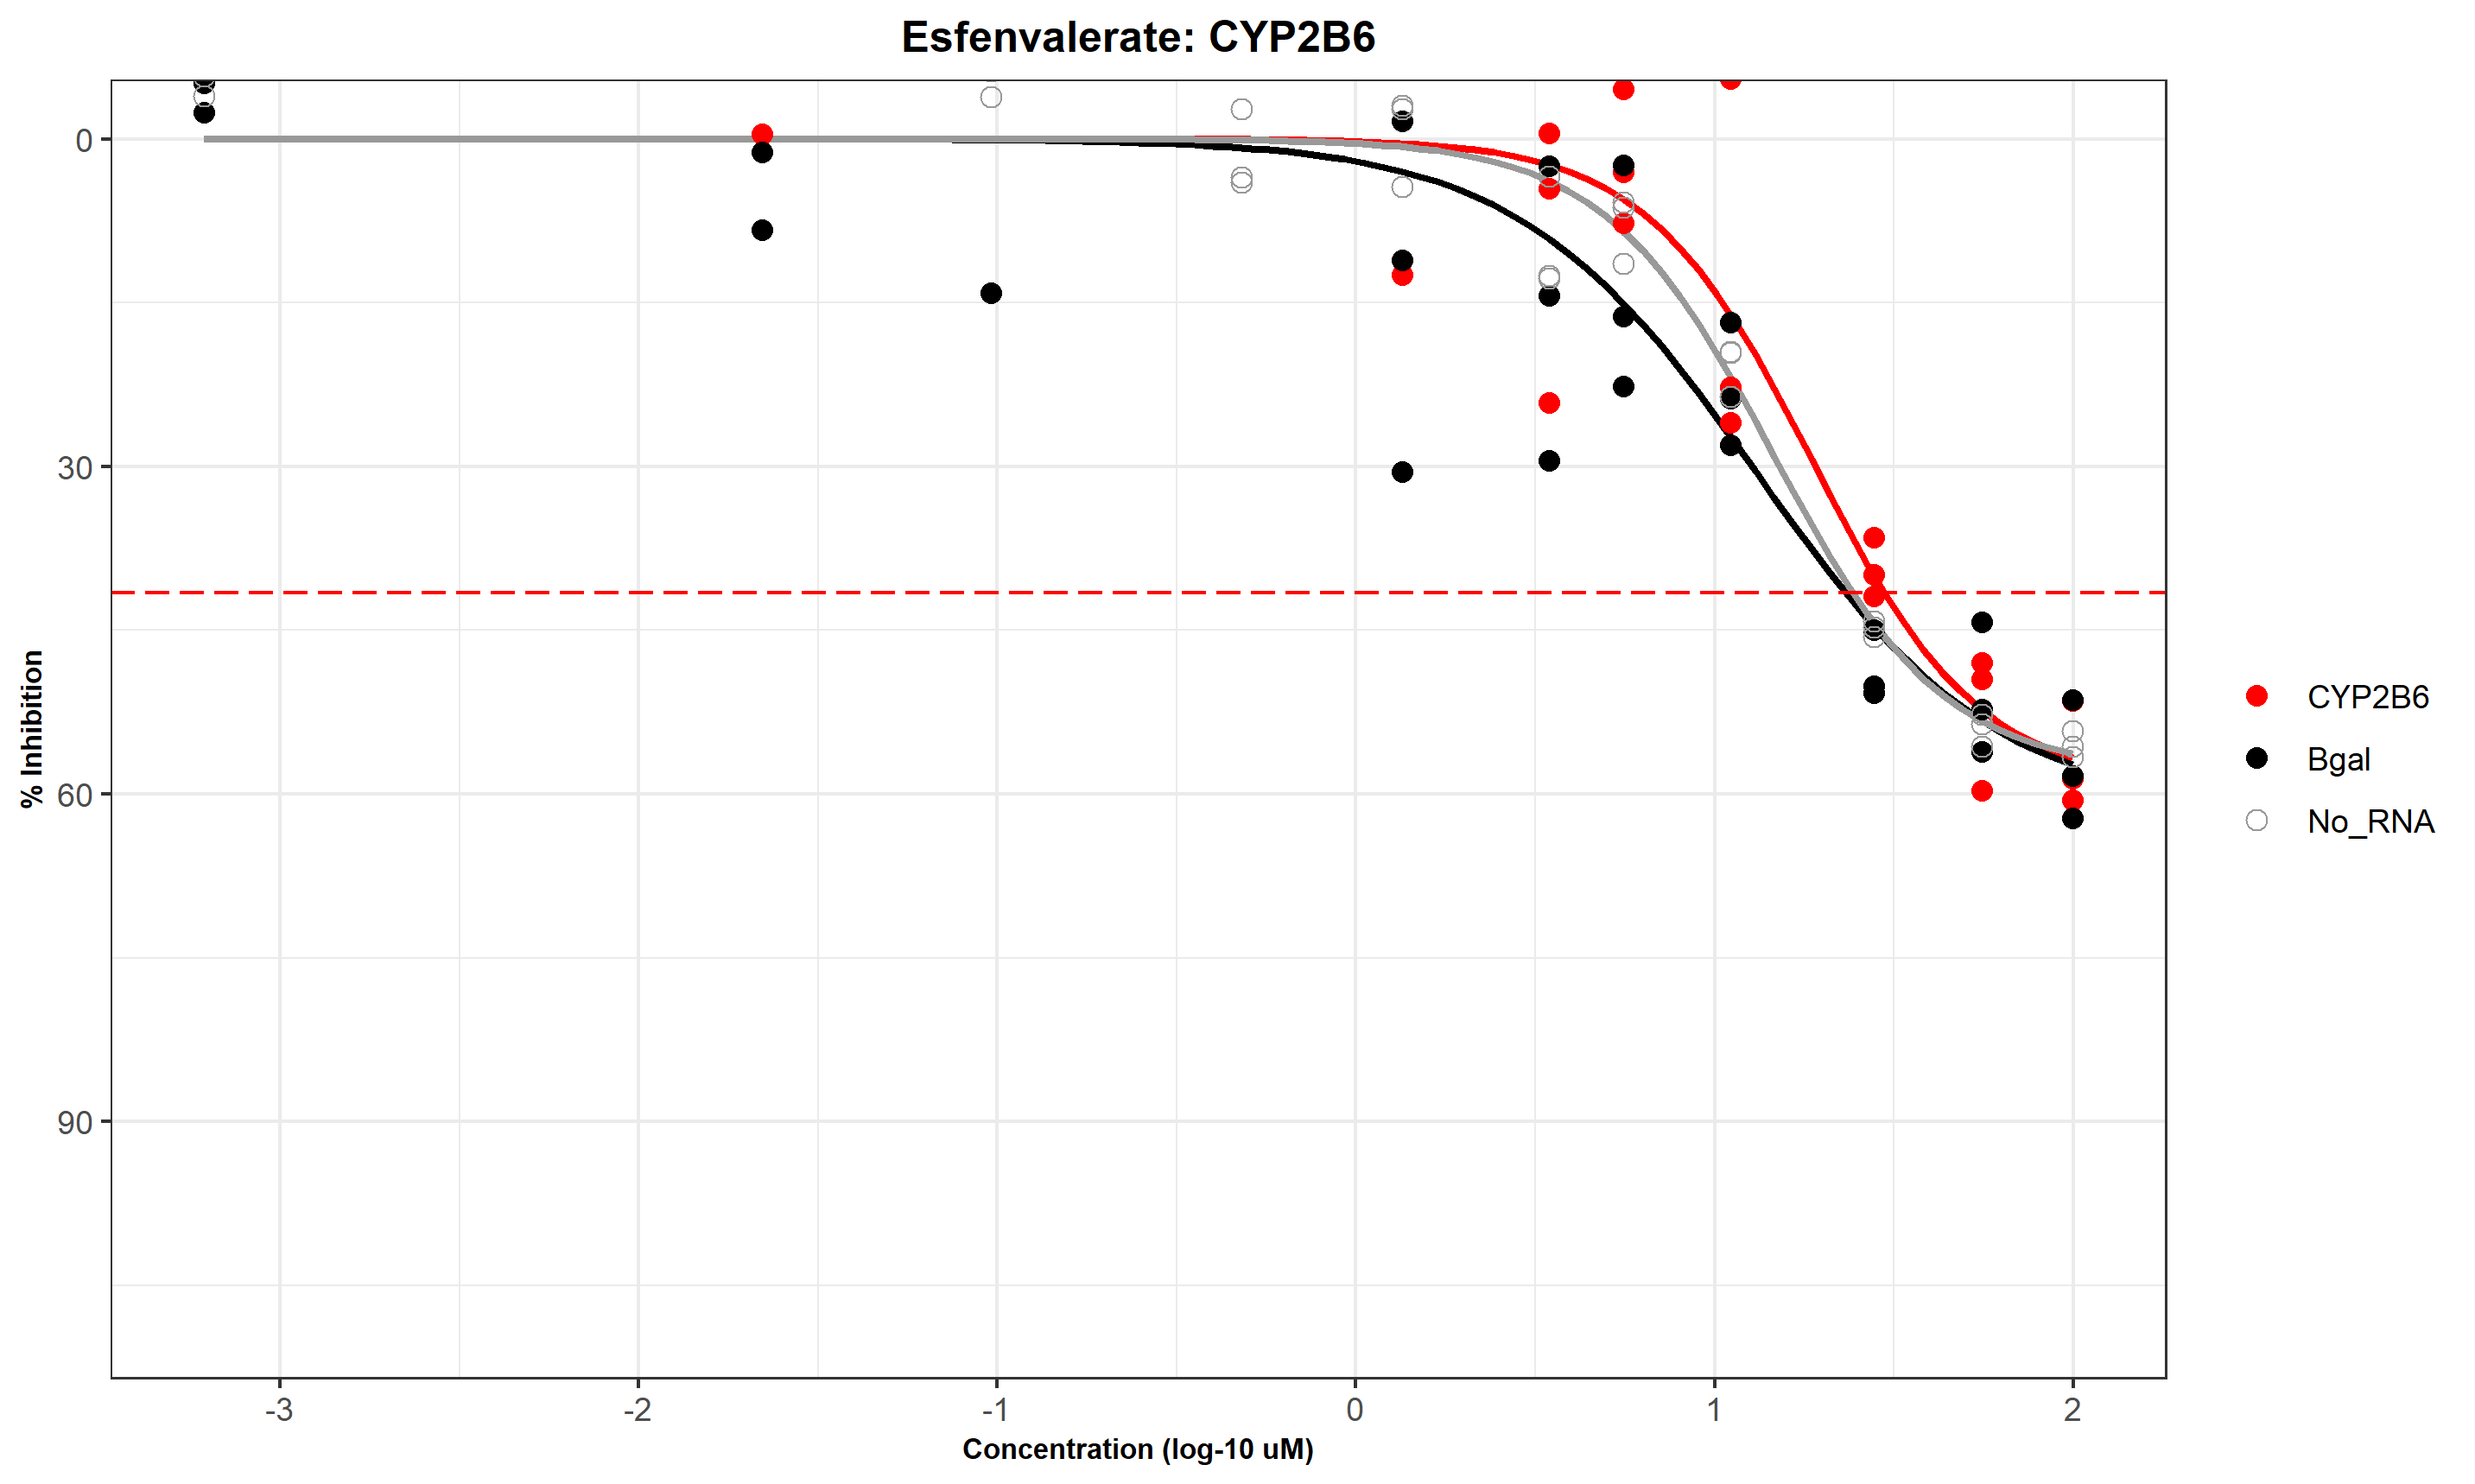 Esfenvalerate: CYP2B6
0
30
60
90
% Inhibition
-3 -2 -1 0 1 2
Concentration (log-10 uM)
CYP2B6
Bgal
No_RNA